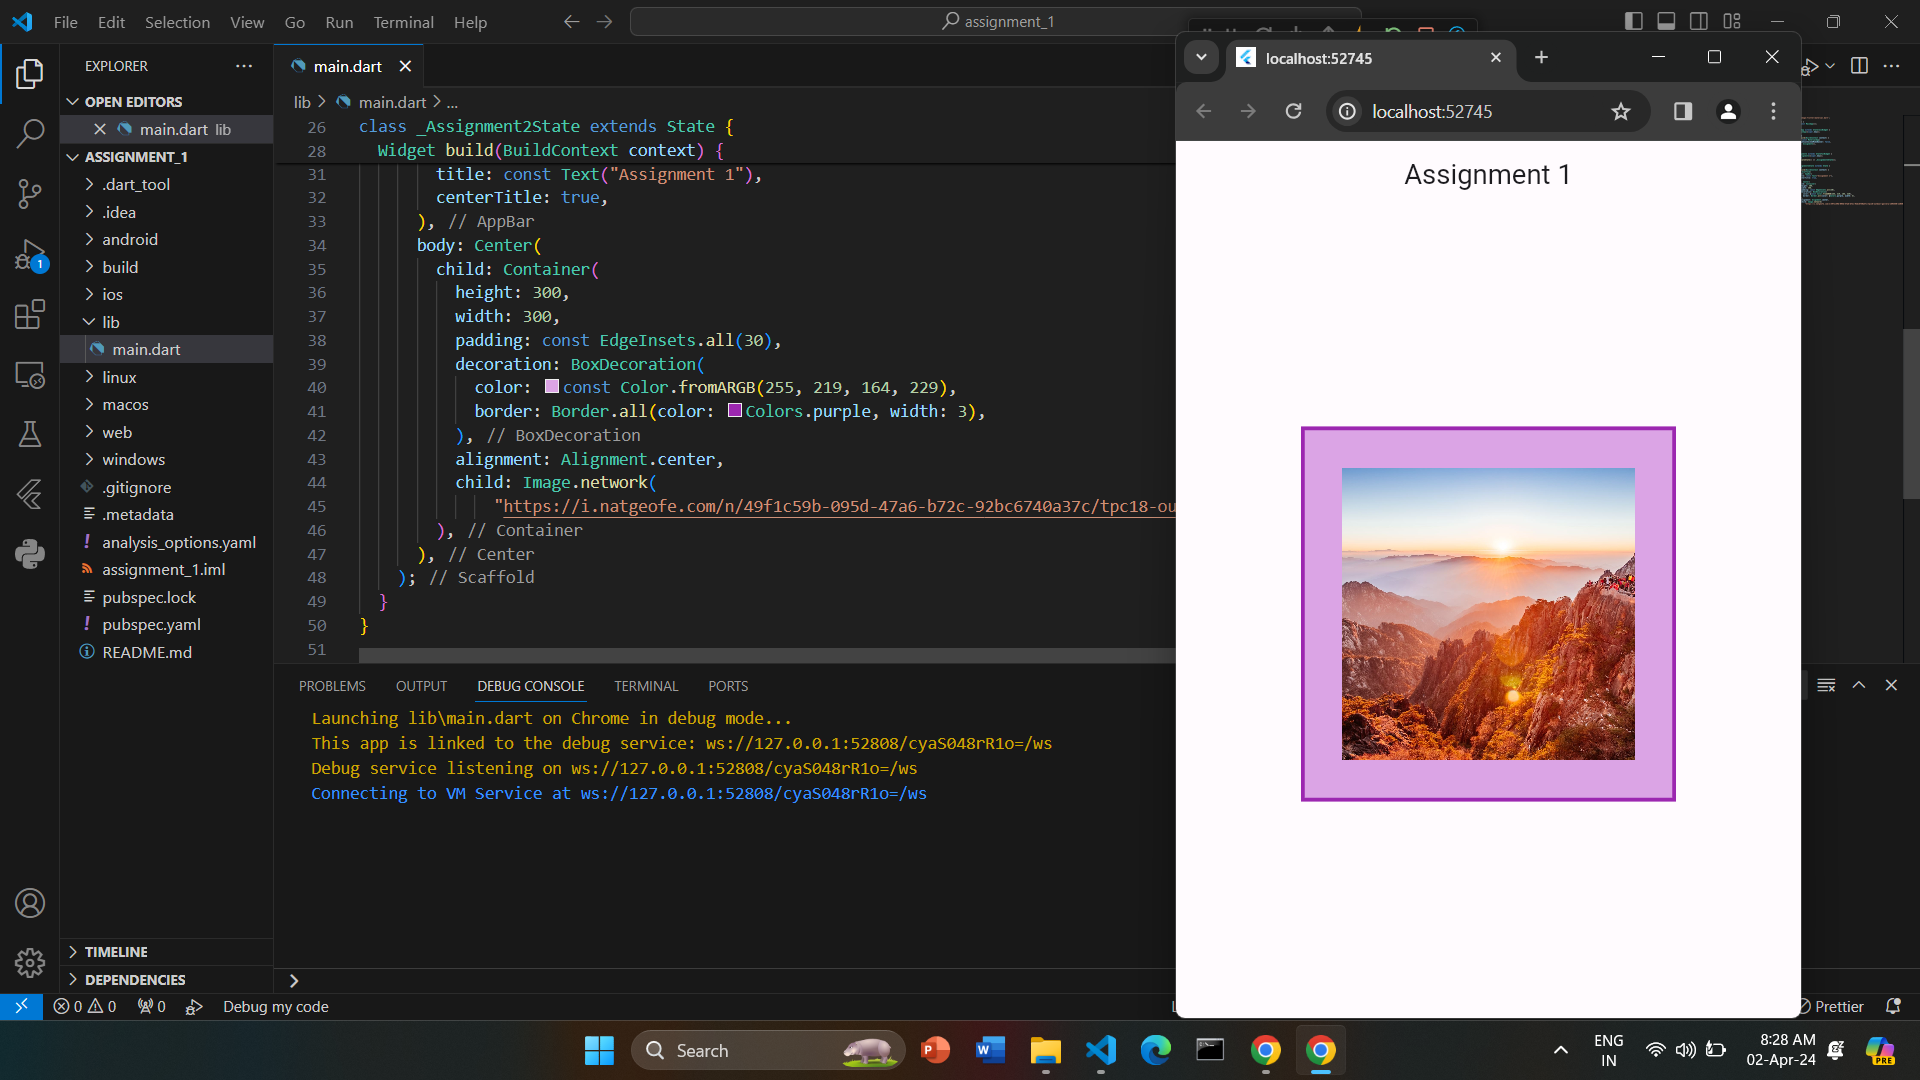 File Edit Selection View Go Run Terminal Help
assignment_1
EXPLORER
OPEN EDITORS
main.dart lib
ASSIGNMENT_1
.dart_tool
.idea
android
build
ios
lib
main.dart
linux
macos
web
windows
.gitignore
.metadata
analysis_options.yaml
assignment_1.iml
pubspec.lock
pubspec.yaml
README.md
TIMELINE
DEPENDENCIES
1
main.dart
lib > main.dart > ...
26 class _Assignment2State extends State {
28 Widget build(BuildContext context) {
31 title: const Text("Assignment 1"),
32 centerTitle: true,
33 ), // AppBar
34 body: Center(
35 child: Container(
36 height: 300,
37 width: 300,
38 padding: const EdgeInsets.all(30),
39 decoration: BoxDecoration(
40 color: const Color.fromARGB(255, 219, 164, 229),
41 border: Border.all(color: Colors.purple, width: 3),
42 ), // BoxDecoration
43 alignment: Alignment.center,
44 child: Image.network(
45 "https://i.natgeofe.com/n/49f1c59b-095d-47a6-b72c-92bc6740a37c/tpc18-ou
46 ), // Container
47 ), // Center
48 ); // Scaffold
49 }
50 }
51
PROBLEMS OUTPUT DEBUG CONSOLE TERMINAL PORTS
Launching lib\main.dart on Chrome in debug mode...
This app is linked to the debug service: ws://127.0.0.1:52808/cyaS048rR1o=/ws
Debug service listening on ws://127.0.0.1:52808/cyaS048rR1o=/ws
Connecting to VM Service at ws://127.0.0.1:52808/cyaS048rR1o=/ws
localhost:52745
localhost:52745
Assignment 1
0 0 0 Debug my code
Prettier
Search
ENG
IN
8:28 AM
02-Apr-24
PRE